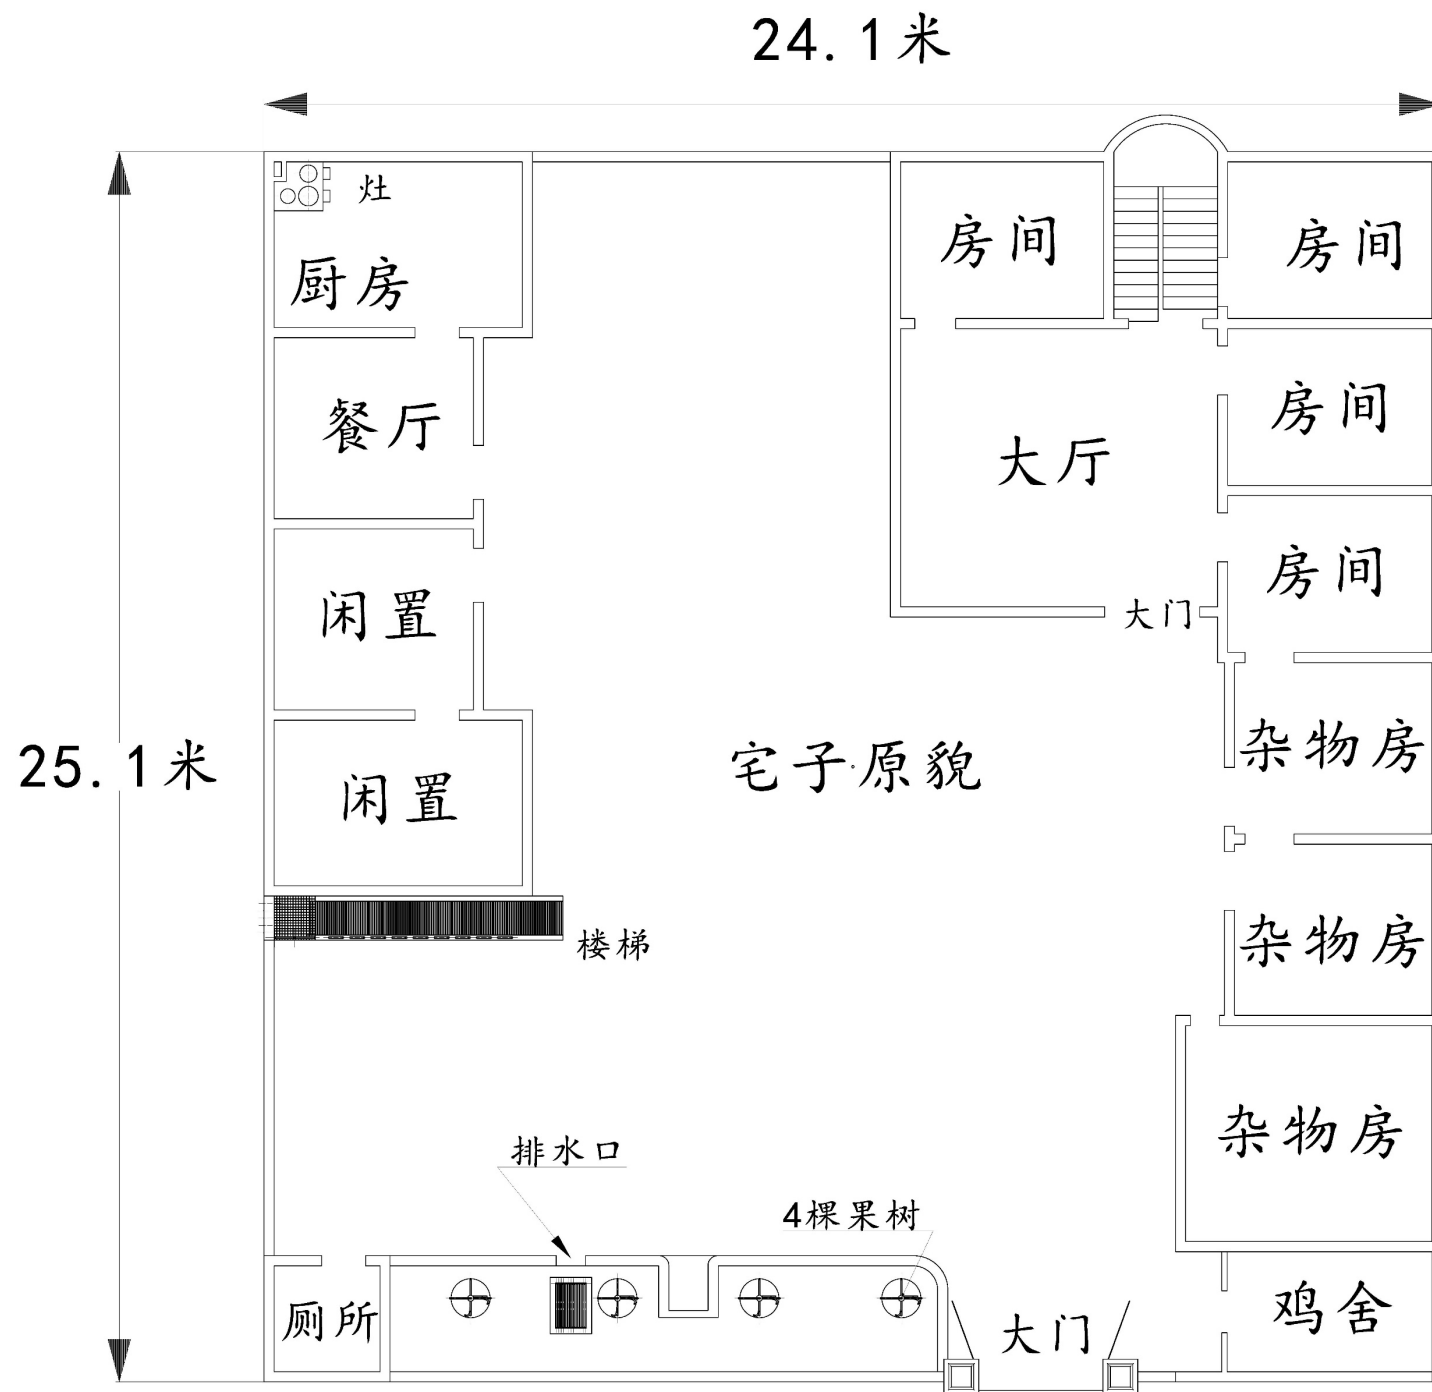 24.1米
灶
厨房
房间
房间
餐厅
大厅
房间
闲置
房间
大门
25.1米
闲置
宅子原貌
杂物房
楼梯
杂物房
排水口
杂物房
4棵果树
厕所
大门
鸡舍